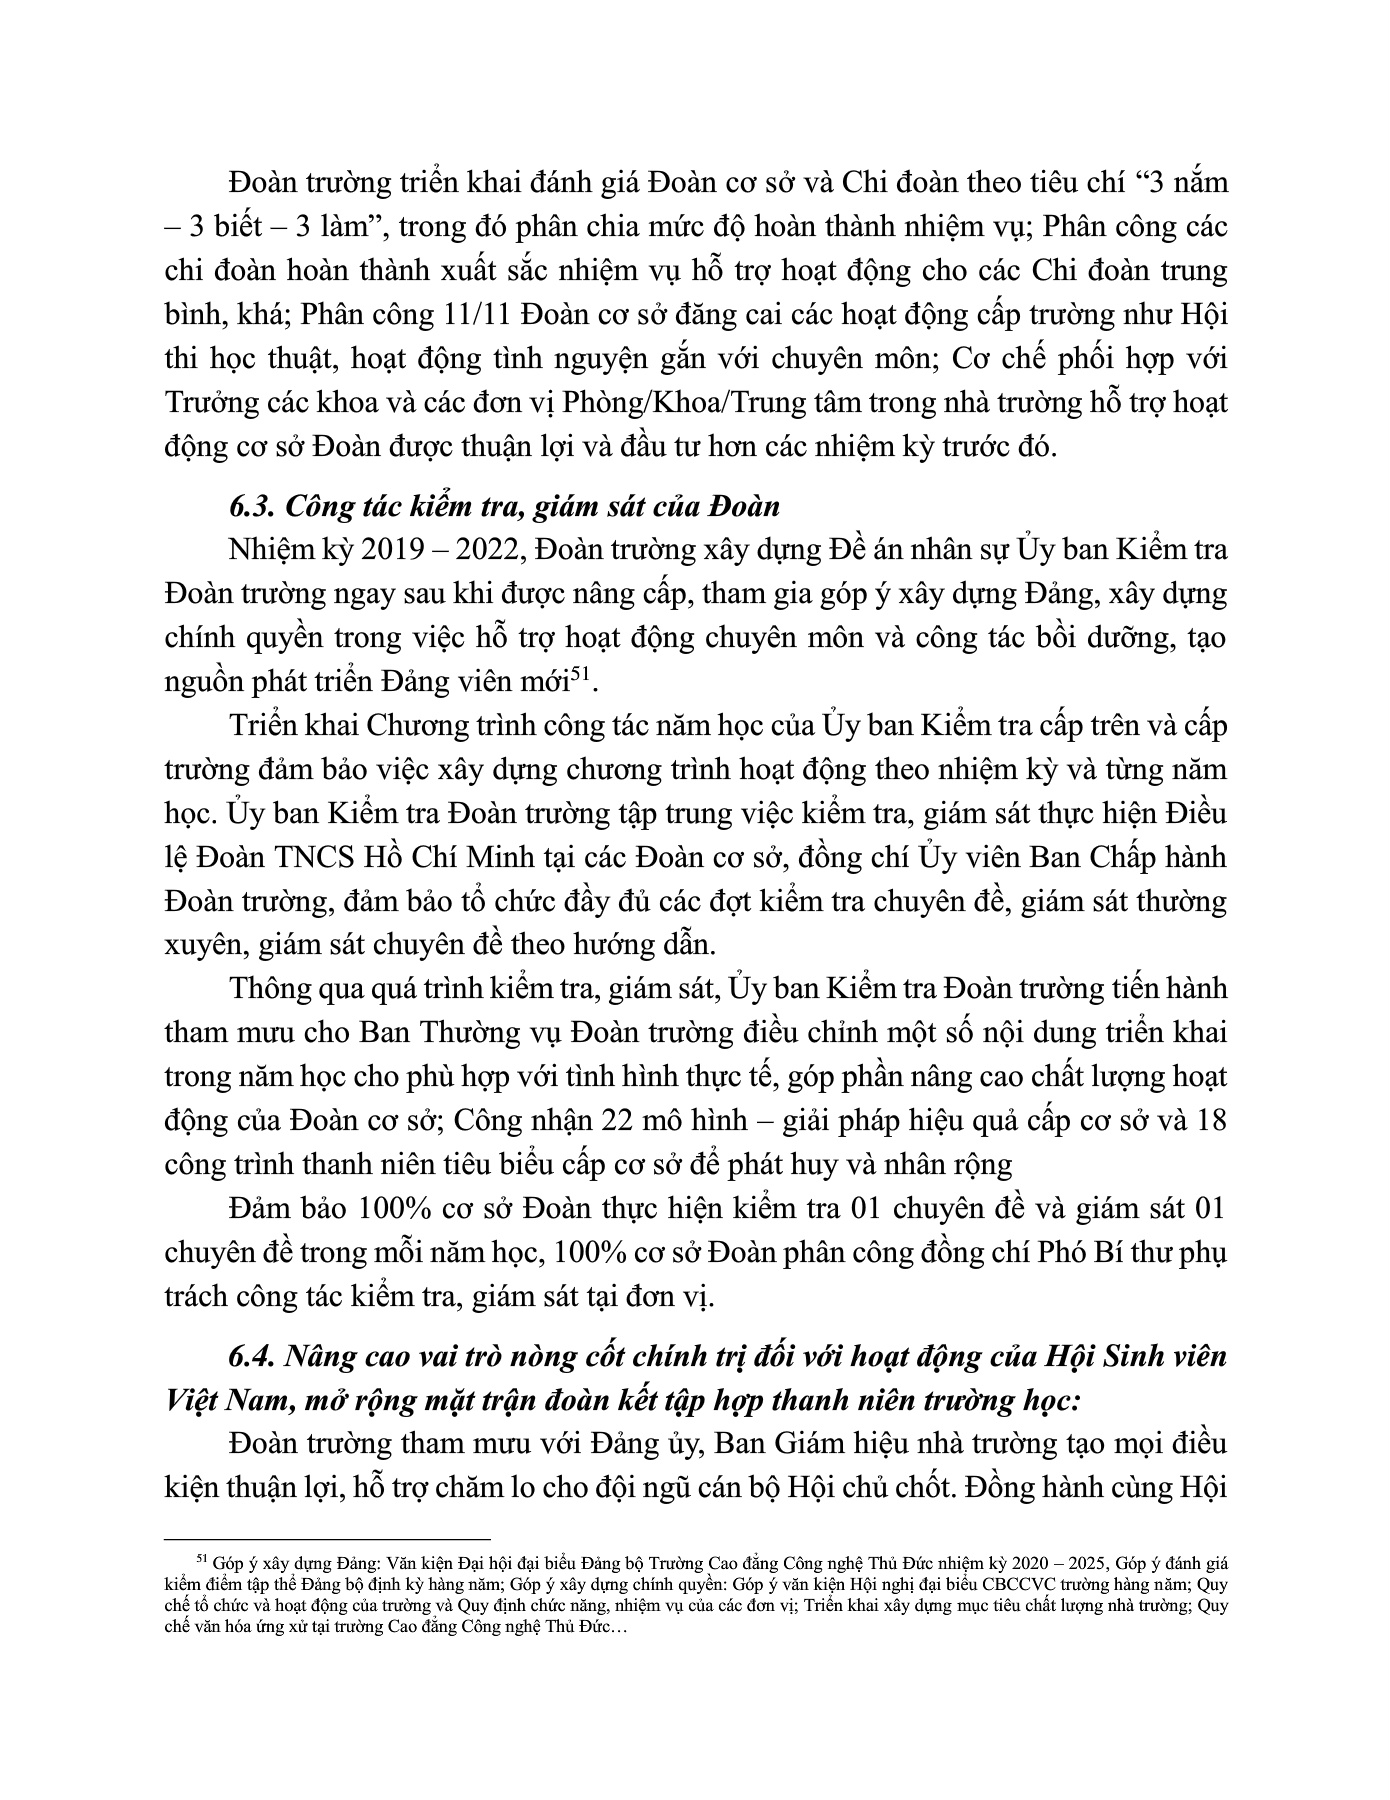 Đoàn trường triển khai đánh giá Đoàn cơ sở và Chi đoàn theo tiêu chí “3 nắm
– 3 biết – 3 làm”, trong đó phân chia mức độ hoàn thành nhiệm vụ; Phân công các
chi đoàn hoàn thành xuất sắc nhiệm vụ hỗ trợ hoạt động cho các Chi đoàn trung
bình, khá; Phân công 11/11 Đoàn cơ sở đăng cai các hoạt động cấp trường như Hội
thi học thuật, hoạt động tình nguyện gắn với chuyên môn; Cơ chế phối hợp với
Trưởng các khoa và các đơn vị Phòng/Khoa/Trung tâm trong nhà trường hỗ trợ hoạt
động cơ sở Đoàn được thuận lợi và đầu tư hơn các nhiệm kỳ trước đó.
6.3. Công tác kiểm tra, giám sát của Đoàn
Nhiệm kỳ 2019 – 2022, Đoàn trường xây dựng Đề án nhân sự Ủy ban Kiểm tra
Đoàn trường ngay sau khi được nâng cấp, tham gia góp ý xây dựng Đảng, xây dựng
chính quyền trong việc hỗ trợ hoạt động chuyên môn và công tác bồi dưỡng, tạo
nguồn phát triển Đảng viên mới51.
Triển khai Chương trình công tác năm học của Ủy ban Kiểm tra cấp trên và cấp
trường đảm bảo việc xây dựng chương trình hoạt động theo nhiệm kỳ và từng năm
học. Ủy ban Kiểm tra Đoàn trường tập trung việc kiểm tra, giám sát thực hiện Điều
lệ Đoàn TNCS Hồ Chí Minh tại các Đoàn cơ sở, đồng chí Ủy viên Ban Chấp hành
Đoàn trường, đảm bảo tổ chức đầy đủ các đợt kiểm tra chuyên đề, giám sát thường
xuyên, giám sát chuyên đề theo hướng dẫn.
Thông qua quá trình kiểm tra, giám sát, Ủy ban Kiểm tra Đoàn trường tiến hành
tham mưu cho Ban Thường vụ Đoàn trường điều chỉnh một số nội dung triển khai
trong năm học cho phù hợp với tình hình thực tế, góp phần nâng cao chất lượng hoạt
động của Đoàn cơ sở; Công nhận 22 mô hình – giải pháp hiệu quả cấp cơ sở và 18
công trình thanh niên tiêu biểu cấp cơ sở để phát huy và nhân rộng
Đảm bảo 100% cơ sở Đoàn thực hiện kiểm tra 01 chuyên đề và giám sát 01
chuyên đề trong mỗi năm học, 100% cơ sở Đoàn phân công đồng chí Phó Bí thư phụ
trách công tác kiểm tra, giám sát tại đơn vị.
6.4. Nâng cao vai trò nòng cốt chính trị đối với hoạt động của Hội Sinh viên
Việt Nam, mở rộng mặt trận đoàn kết tập hợp thanh niên trường học:
Đoàn trường tham mưu với Đảng ủy, Ban Giám hiệu nhà trường tạo mọi điều
kiện thuận lợi, hỗ trợ chăm lo cho đội ngũ cán bộ Hội chủ chốt. Đồng hành cùng Hội
51 Góp ý xây dựng Đảng: Văn kiện Đại hội đại biểu Đảng bộ Trường Cao đẳng Công nghệ Thủ Đức nhiệm kỳ 2020 – 2025, Góp ý đánh giá
kiểm điểm tập thể Đảng bộ định kỳ hàng năm; Góp ý xây dựng chính quyền: Góp ý văn kiện Hội nghị đại biểu CBCCVC trường hàng năm; Quy
chế tổ chức và hoạt động của trường và Quy định chức năng, nhiệm vụ của các đơn vị; Triển khai xây dựng mục tiêu chất lượng nhà trường; Quy
chế văn hóa ứng xử tại trường Cao đẳng Công nghệ Thủ Đức…